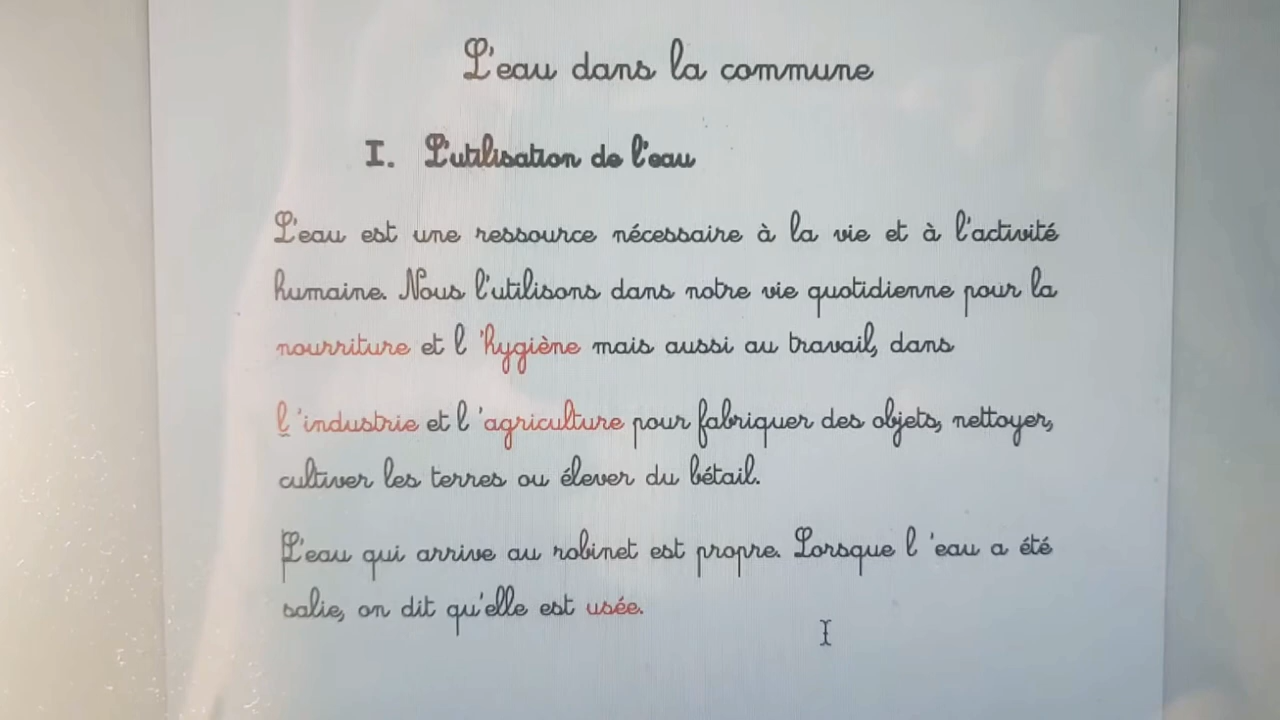 L'eau dans la commune
I. L'utilisation de l'eau
L'eau est une ressource nécessaire à la vie et à l'activité
humaine. Nous l'utilisons dans notre vie quotidienne pour la
nourriture et l 'hygiène mais aussi au travail, dans
l 'industrie et l 'agriculture pour fabriquer des objets, nettoyer,
cultiver les terres ou élever du bétail.
L'eau qui arrive au robinet est propre. Lorsque l 'eau a été
salie, on dit qu'elle est usée.